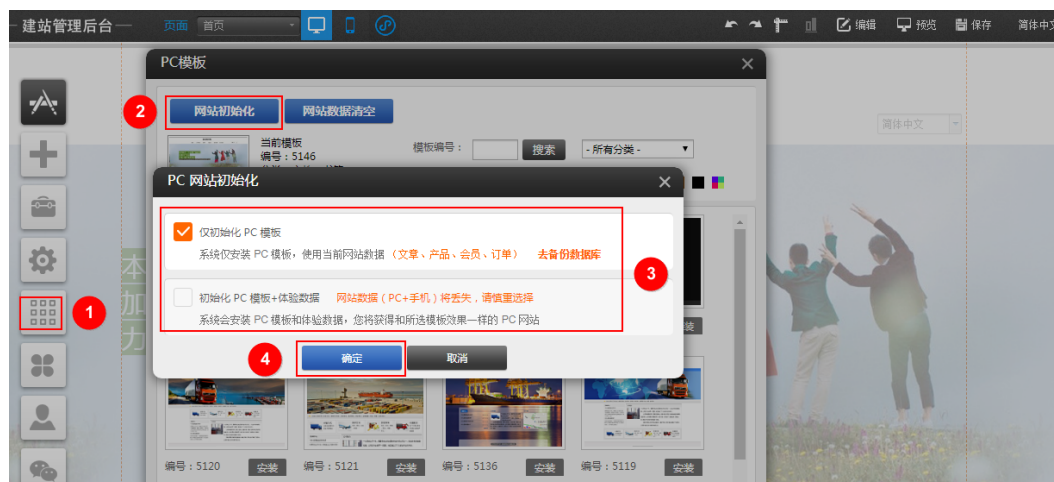 建站管理后台
页面 首页
编辑 预览 保存 简体中文
PC模板
网站初始化 网站数据清空
2
当前模板
编号：5146
模板编号： 搜索 - 所有分类 -
简体中文
PC 网站初始化
仅初始化 PC 模板
系统仅安装 PC 模板，使用当前网站数据（文章、产品、会员、订单） 去备份数据库
3
初始化 PC 模板+体验数据 网站数据（PC+手机）将丢失，请慎重选择
系统会安装 PC 模板和体验数据，您将获得和所选模板效果一样的 PC 网站
1
4
确定 取消
本
加
力
编号：5120 安装 编号：5121 安装 编号：5136 安装 编号：5119 安装